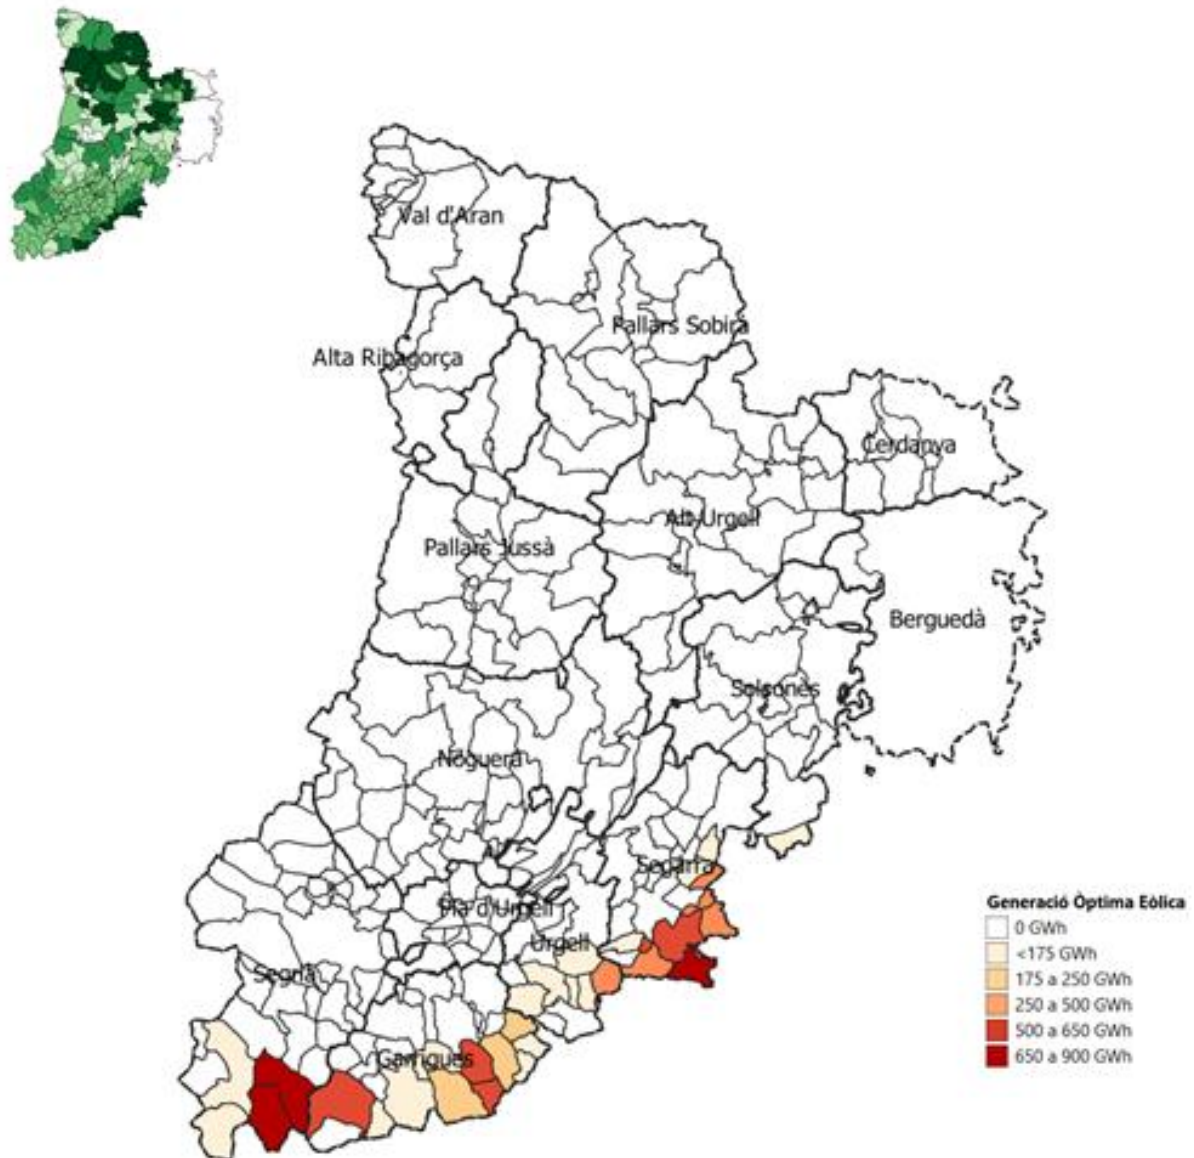 Val d'Aran
Pallars Sobirà
Alta Ribagorça
Cerdanya
Alt Urgell
Pallars Jussà
Berguedà
Solsonès
Noguera
Segarra
Pla d'Urgell
Urgell
Segrià
Garrigues
Generació Òptima Eòlica
0 GWh
<175 GWh
175 a 250 GWh
250 a 500 GWh
500 a 650 GWh
650 a 900 GWh